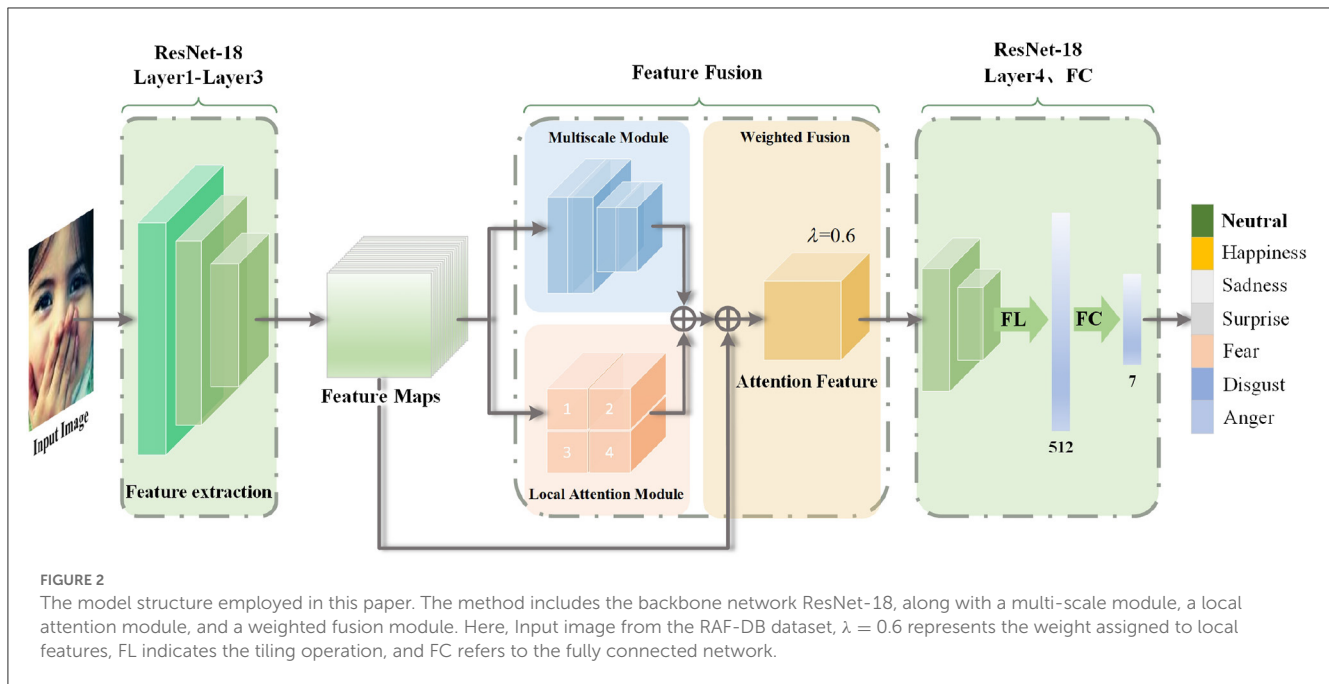 ResNet-18
Layer1-Layer3
Feature Fusion
ResNet-18
Layer4、FC
Multiscale Module
Weighted Fusion
λ=0.6
Neutral
Happiness
Sadness
Surprise
Fear
Disgust
Anger
FL
FC
1 2
3 4
Attention Feature
Feature Maps
Input Image
7
512
Feature extraction
Local Attention Module
FIGURE 2
The model structure employed in this paper. The method includes the backbone network ResNet-18, along with a multi-scale module, a local
attention module, and a weighted fusion module. Here, Input image from the RAF-DB dataset, λ = 0.6 represents the weight assigned to local
features, FL indicates the tiling operation, and FC refers to the fully connected network.